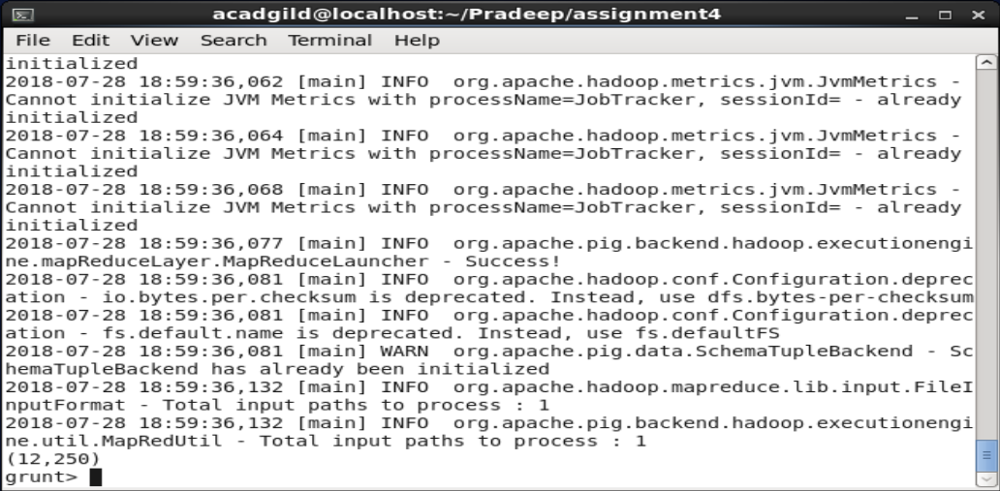 acadgild@localhost:~/Pradeep/assignment4
File Edit View Search Terminal Help
initialized
2018-07-28 18:59:36,062 [main] INFO  org.apache.hadoop.metrics.jvm.JvmMetrics -
Cannot initialize JVM Metrics with processName=JobTracker, sessionId= - already
initialized
2018-07-28 18:59:36,064 [main] INFO  org.apache.hadoop.metrics.jvm.JvmMetrics -
Cannot initialize JVM Metrics with processName=JobTracker, sessionId= - already
initialized
2018-07-28 18:59:36,068 [main] INFO  org.apache.hadoop.metrics.jvm.JvmMetrics -
Cannot initialize JVM Metrics with processName=JobTracker, sessionId= - already
initialized
2018-07-28 18:59:36,077 [main] INFO  org.apache.pig.backend.hadoop.executionengi
ne.mapReduceLayer.MapReduceLauncher - Success!
2018-07-28 18:59:36,081 [main] INFO  org.apache.hadoop.conf.Configuration.deprec
ation - io.bytes.per.checksum is deprecated. Instead, use dfs.bytes-per-checksum
2018-07-28 18:59:36,081 [main] INFO  org.apache.hadoop.conf.Configuration.deprec
ation - fs.default.name is deprecated. Instead, use fs.defaultFS
2018-07-28 18:59:36,081 [main] WARN  org.apache.pig.data.SchemaTupleBackend - Sc
hemaTupleBackend has already been initialized
2018-07-28 18:59:36,132 [main] INFO  org.apache.hadoop.mapreduce.lib.input.FileI
nputFormat - Total input paths to process : 1
2018-07-28 18:59:36,132 [main] INFO  org.apache.pig.backend.hadoop.executionengi
ne.util.MapRedUtil - Total input paths to process : 1
(12,250)
grunt>